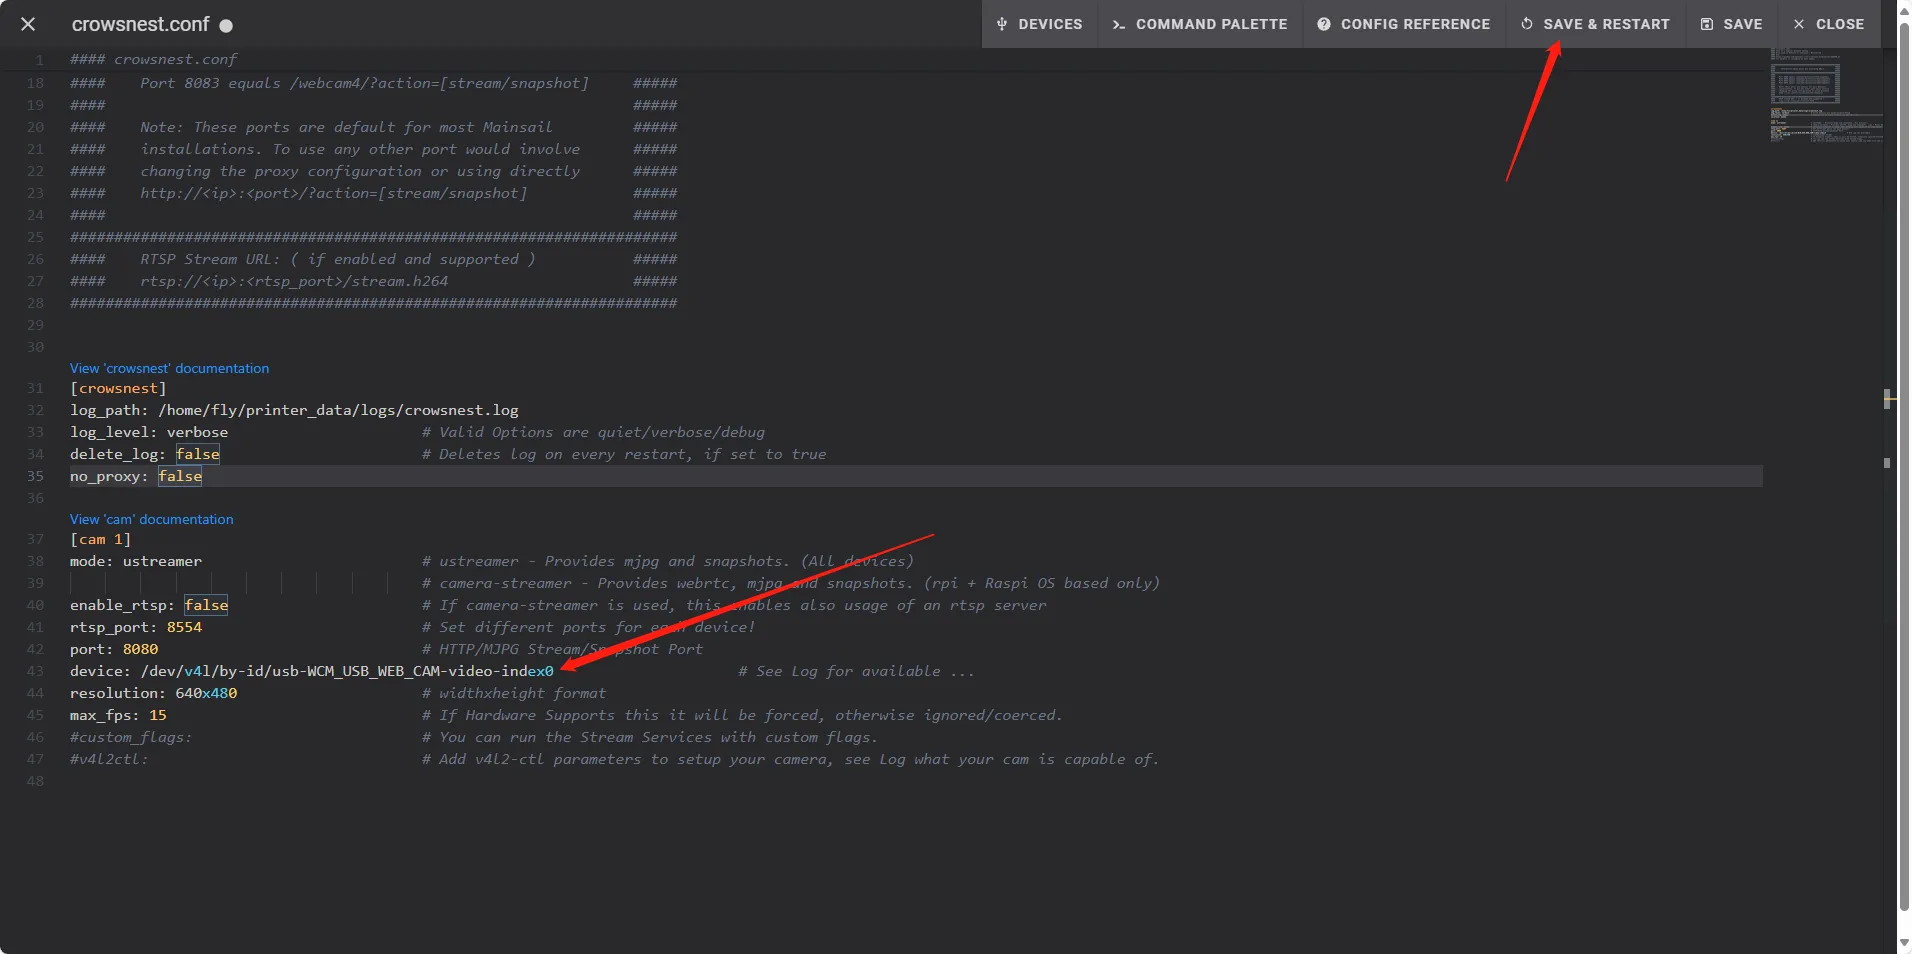 crowsnest.conf
DEVICES
COMMAND PALETTE
CONFIG REFERENCE
SAVE & RESTART
SAVE
CLOSE
1 #### crowsnest.conf
18 #### Port 8083 equals /webcam4/?action=[stream/snapshot] #####
19 #### #####
20 #### Note: These ports are default for most Mainsail #####
21 #### installations. To use any other port would involve #####
22 #### changing the proxy configuration or using directly #####
23 #### http://<ip>:<port>/?action=[stream/snapshot] #####
24 #### #####
25 #####################################################################
26 #### RTSP Stream URL: ( if enabled and supported ) #####
27 #### rtsp://<ip>:<rtsp_port>/stream.h264 #####
28 #####################################################################
29
30
View 'crowsnest' documentation
31 [crowsnest]
32 log_path: /home/fly/printer_data/logs/crowsnest.log
33 log_level: verbose # Valid Options are quiet/verbose/debug
34 delete_log: false # Deletes log on every restart, if set to true
35 no_proxy: false
36
View 'cam' documentation
37 [cam 1]
38 mode: ustreamer # ustreamer - Provides mjpg and snapshots. (All devices)
39 # camera-streamer - Provides webrtc, mjpg and snapshots. (rpi + Raspi OS based only)
40 enable_rtsp: false # If camera-streamer is used, this enables also usage of an rtsp server
41 rtsp_port: 8554 # Set different ports for each device!
42 port: 8080 # HTTP/MJPG Stream/Snapshot Port
43 device: /dev/v4l/by-id/usb-WCM_USB_WEB_CAM-video-index0 # See Log for available ...
44 resolution: 640x480 # widthxheight format
45 max_fps: 15 # If Hardware Supports this it will be forced, otherwise ignored/coerced.
46 #custom_flags: # You can run the Stream Services with custom flags.
47 #v4l2ctl: # Add v4l2-ctl parameters to setup your camera, see Log what your cam is capable of.
48